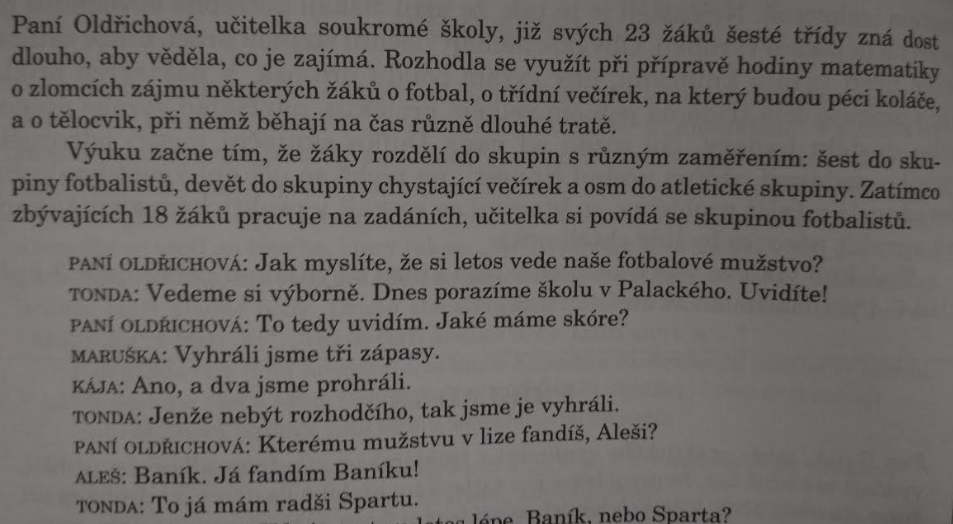 Paní Oldřichová, učitelka soukromé školy, již svých 23 žáků šesté třídy zná dost
dlouho, aby věděla, co je zajímá. Rozhodla se využít při přípravě hodiny matematiky
o zlomcích zájmu některých žáků o fotbal, o třídní večírek, na který budou péci koláče,
a o tělocvik, při němž běhají na čas různě dlouhé tratě.
Výuku začne tím, že žáky rozdělí do skupin s různým zaměřením: šest do sku-
piny fotbalistů, devět do skupiny chystající večírek a osm do atletické skupiny. Zatímco
zbývajících 18 žáků pracuje na zadáních, učitelka si povídá se skupinou fotbalistů.
PANÍ OLDŘICHOVÁ: Jak myslíte, že si letos vede naše fotbalové mužstvo?
TONDA: Vedeme si výborně. Dnes porazíme školu v Palackého. Uvidíte!
PANÍ OLDŘICHOVÁ: To tedy uvidím. Jaké máme skóre?
MARUŠKA: Vyhráli jsme tři zápasy.
KÁJA: Ano, a dva jsme prohráli.
TONDA: Jenže nebýt rozhodčího, tak jsme je vyhráli.
PANÍ OLDŘICHOVÁ: Kterému mužstvu v lize fandíš, Aleši?
ALEŠ: Baník. Já fandím Baníku!
TONDA: To já mám radši Spartu.
letos lépe, Baník, nebo Sparta?